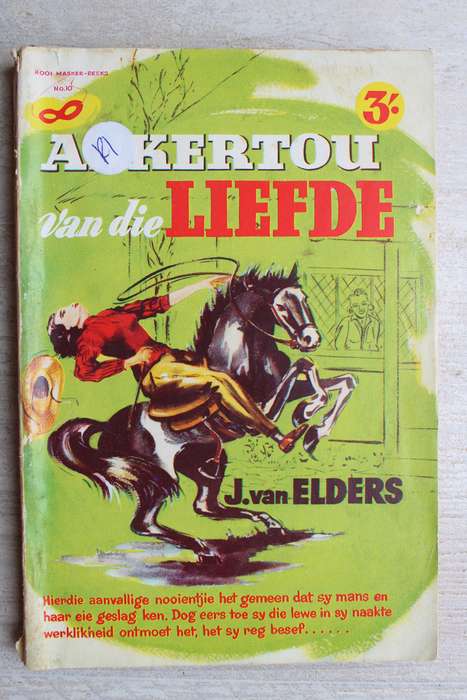 ROOI MASKER-REEKS
No. 10
3/-
A KERTOU
van die LIEFDE
J. van ELDERS
Hierdie aanvallige nooientjie het gemeen dat sy mans en
haar eie geslag ken. Dog eers toe sy die lewe in sy naakte
werklikheid ontmoet het, het sy reg besef......